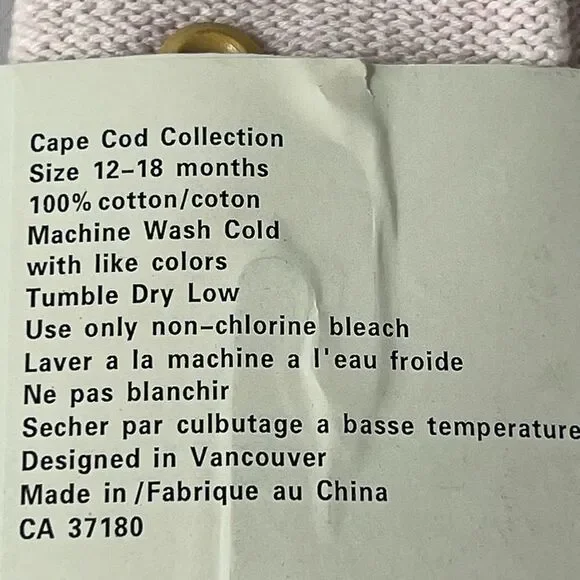 Cape Cod Collection
Size 12-18 months
100% cotton/coton
Machine Wash Cold
with like colors
Tumble Dry Low
Use only non-chlorine bleach
Laver a la machine a l'eau froide
Ne pas blanchir
Secher par culbutage a basse temperature
Designed in Vancouver
Made in/Fabrique au China
CA 37180